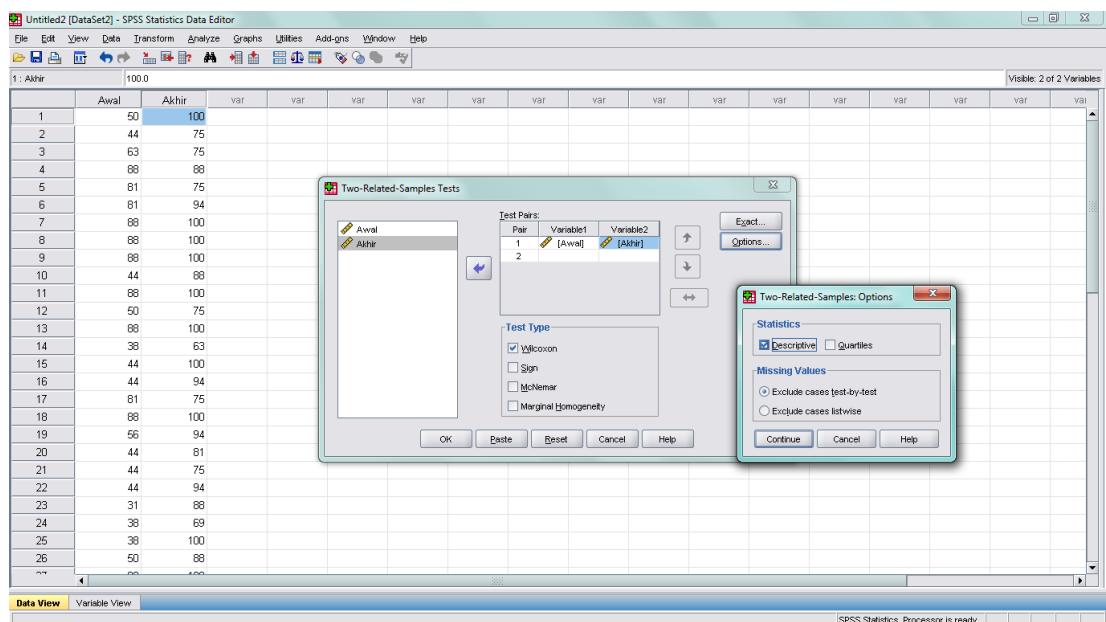 Untitled2 [DataSet2] - SPSS Statistics Data Editor
File Edit View Data Transform Analyze Graphs Utilities Add-ons Window Help
1 : Akhir 100.0 Visible: 2 of 2 Variables
Awal Akhir var var var var var var var var var var var var var var var
1 50 100
2 44 75
3 63 75
4 88 88
5 81 75
6 81 94
7 88 100
8 88 100
9 88 100
10 44 88
11 88 100
12 50 75
13 88 100
14 38 63
15 44 100
16 44 94
17 81 75
18 88 100
19 56 94
20 44 81
21 44 75
22 44 94
23 31 88
24 38 69
25 38 100
26 50 88
Two-Related-Samples Tests
Awal
Akhir
Test Pairs:
Pair Variable1 Variable2
1 [Awal] [Akhir]
2
Exact...
Options...
Test Type
Wilcoxon
Sign
McNemar
Marginal Homogeneity
OK Paste Reset Cancel Help
Two-Related-Samples: Options
Statistics
Descriptive Quartiles
Missing Values
Exclude cases test-by-test
Exclude cases listwise
Continue Cancel Help
Data View Variable View
SPSS Statistics Processor is ready